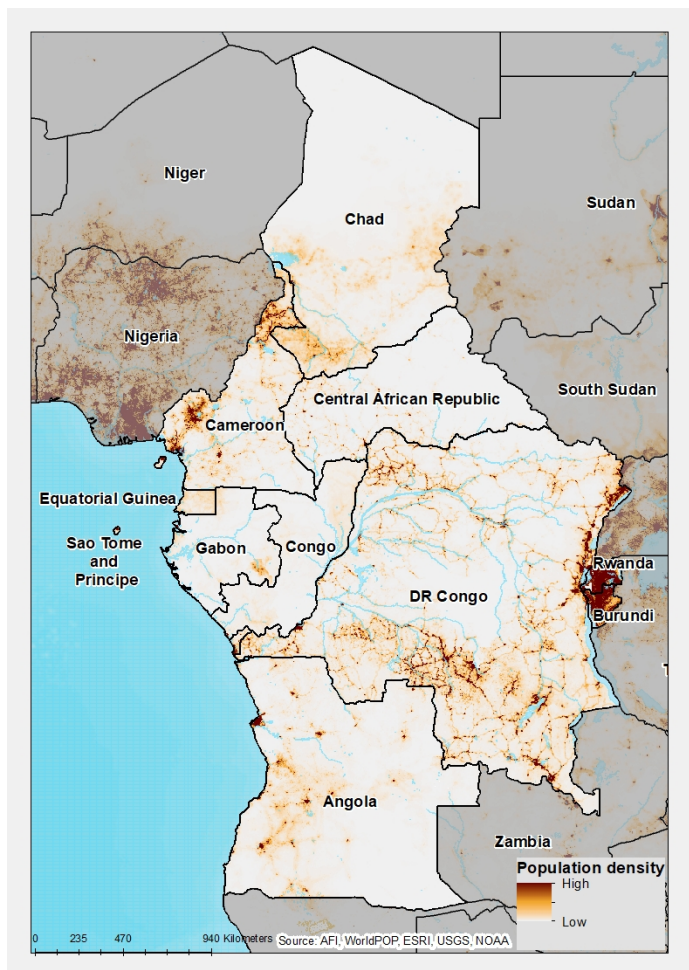 Niger
Sudan
Chad
Nigeria
South Sudan
Central African Republic
Cameroon
Equatorial Guinea
Gabon
Congo
Sao Tome
and
Principe
Rwanda
DR Congo
Burundi
T
Angola
Zambia
Population density
High
Low
0 235 470 940 Kilometers
Source: AFI, WorldPOP, ESRI, USGS, NOAA